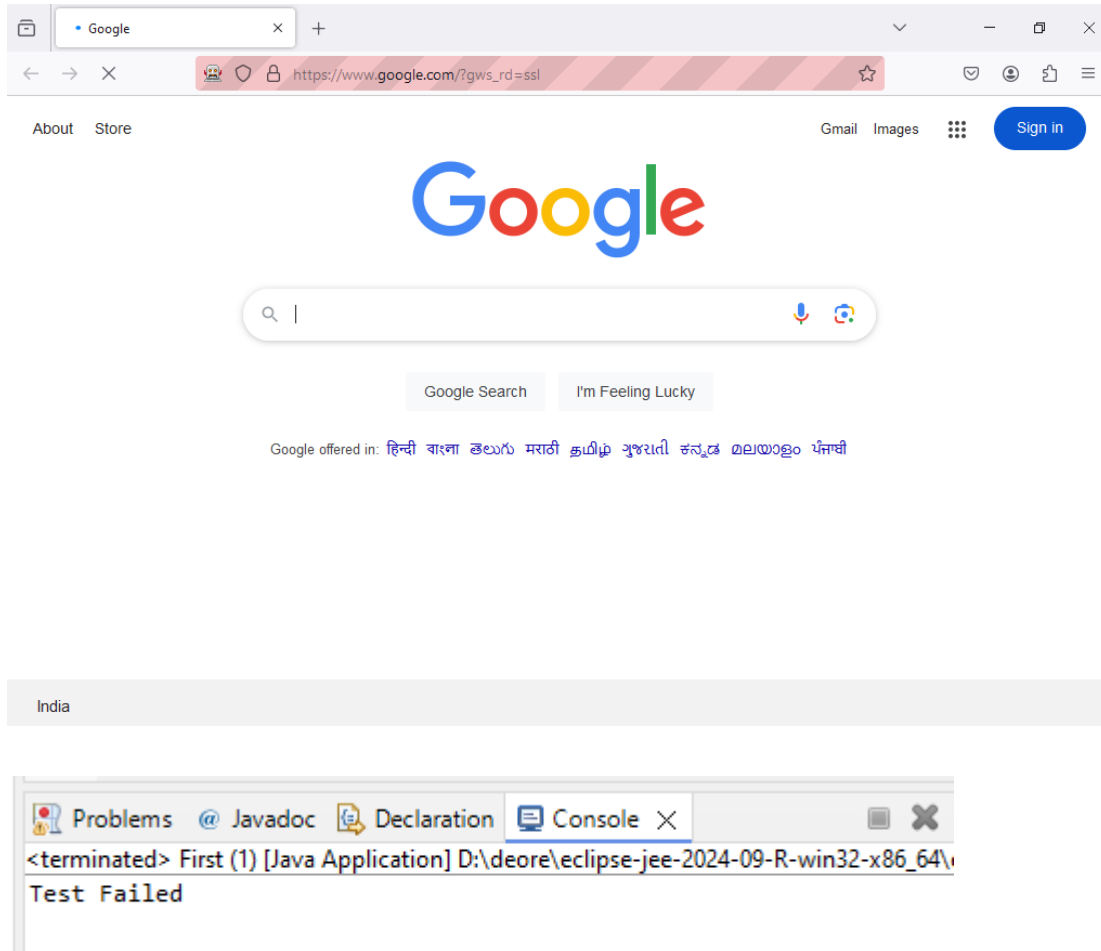 Google
https://www.google.com/?gws_rd=ssl
About Store
Gmail Images
Sign in
Google
Google Search I'm Feeling Lucky
Google offered in: हिन्दी বাংলা తెలుగు मराठी தமிழ் ગુજરાતી ಕನ್ನಡ മലയാളം ਪੰਜਾਬੀ
India
Problems @ Javadoc Declaration Console
<terminated> First (1) [Java Application] D:\deore\eclipse-jee-2024-09-R-win32-x86_64\
Test Failed